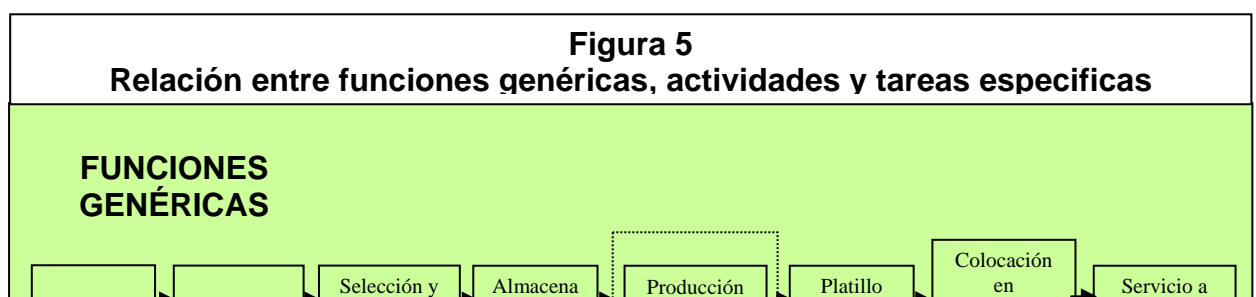 Figura 5
Relación entre funciones genéricas, actividades y tareas especificas
FUNCIONES
GENÉRICAS
Selección y
Almacena
Producción
Platillo
Colocación
en
Servicio a